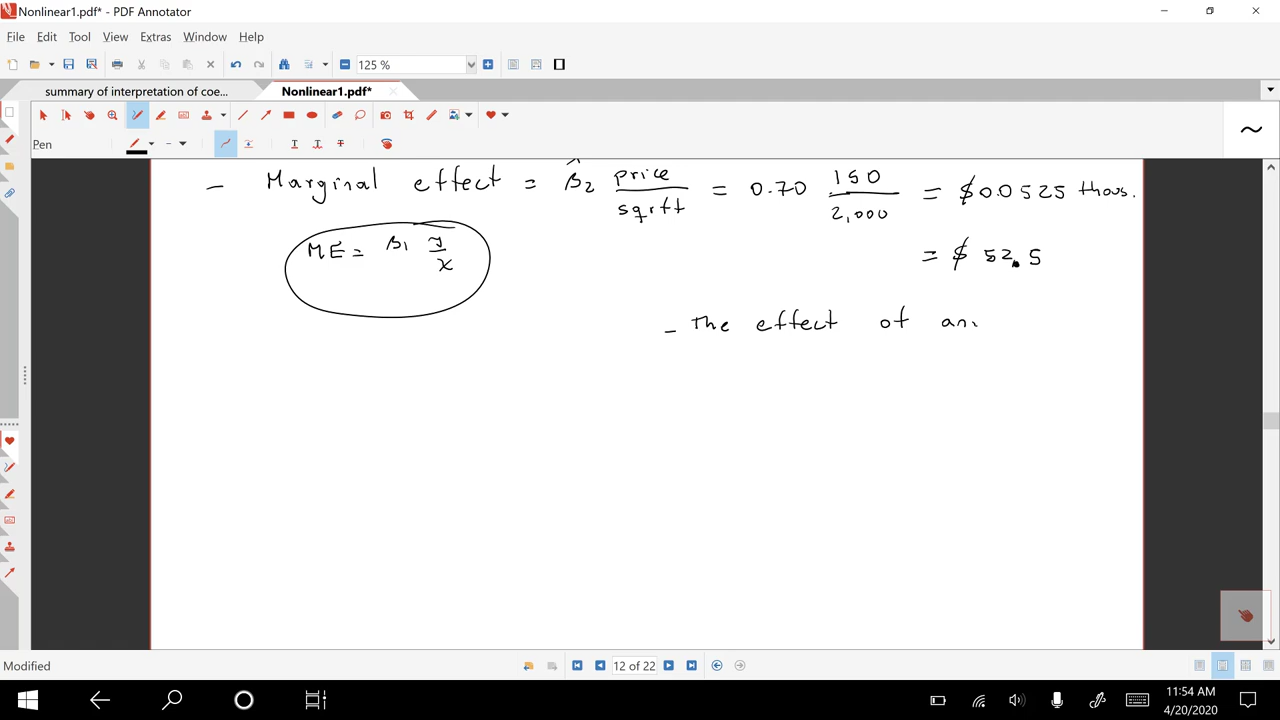 Nonlinear1.pdf* - PDF Annotator
File Edit Tool View Extras Window Help
125 %
summary of interpretation of coe... Nonlinear1.pdf*
Pen
- Marginal effect = β̂2 price/sqrft = 0.70 150/2,000 = $0.0525 thous.
ME = β1 y/x
= $ 52.5
- The effect of an
Modified
12 of 22
11:54 AM
4/20/2020